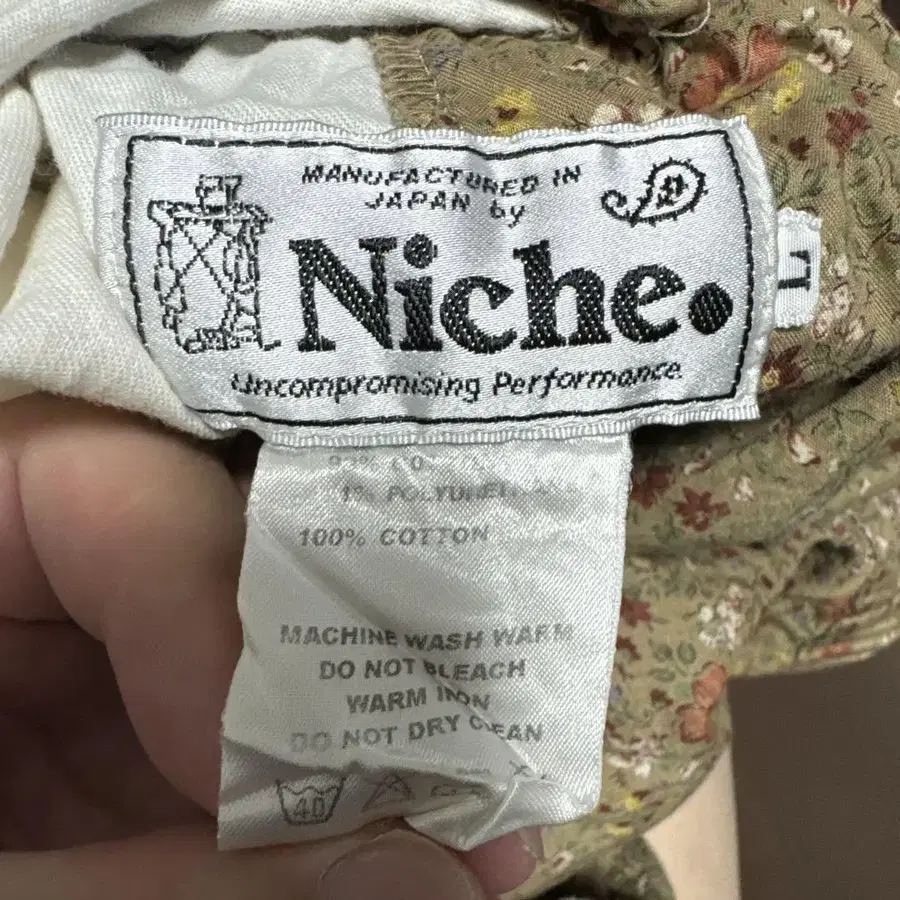 MANUFACTURED IN
JAPAN by
Niche.
Uncompromising Performance.
L
1% 
100% COTTON
MACHINE WASH WARM
DO NOT BLEACH
WARM IRON
DO NOT DRY CLEAN
40